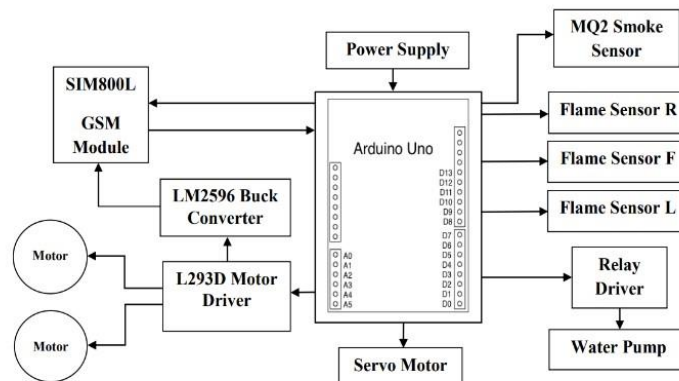 Power Supply
MQ2 Smoke
Sensor
SIM800L
GSM
Module
Flame Sensor R
Arduino Uno
Flame Sensor F
D13
D12
D11
D10
D9
D8
LM2596 Buck
Converter
Flame Sensor L
D7
D6
D5
D4
D3
D2
D1
D0
Motor
A0
A1
A2
A3
A4
A5
L293D Motor
Driver
Relay
Driver
Motor
Servo Motor
Water Pump